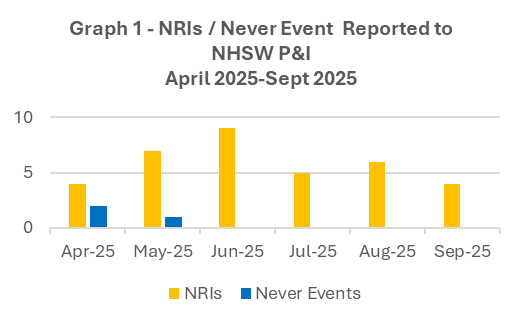 Graph 1 - NRIs / Never Event  Reported to
NHSW P&I
April 2025-Sept 2025
10
5
0
Apr-25 May-25 Jun-25 Jul-25 Aug-25 Sep-25
NRIs Never Events